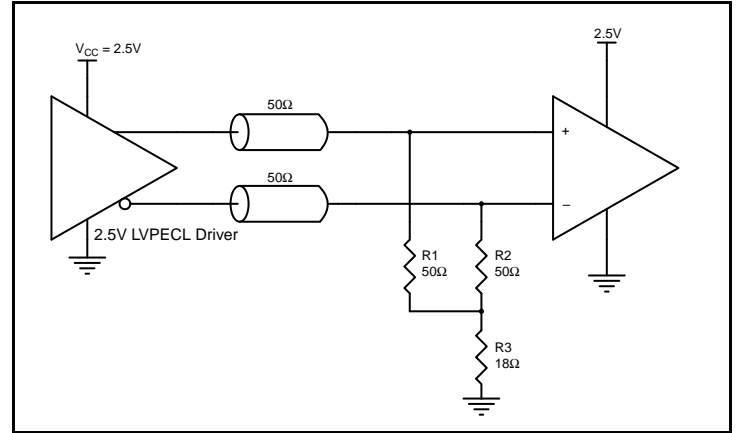 V_CC = 2.5V
2.5V
50Ω
+
50Ω
−
2.5V LVPECL Driver
R1
50Ω
R2
50Ω
R3
18Ω